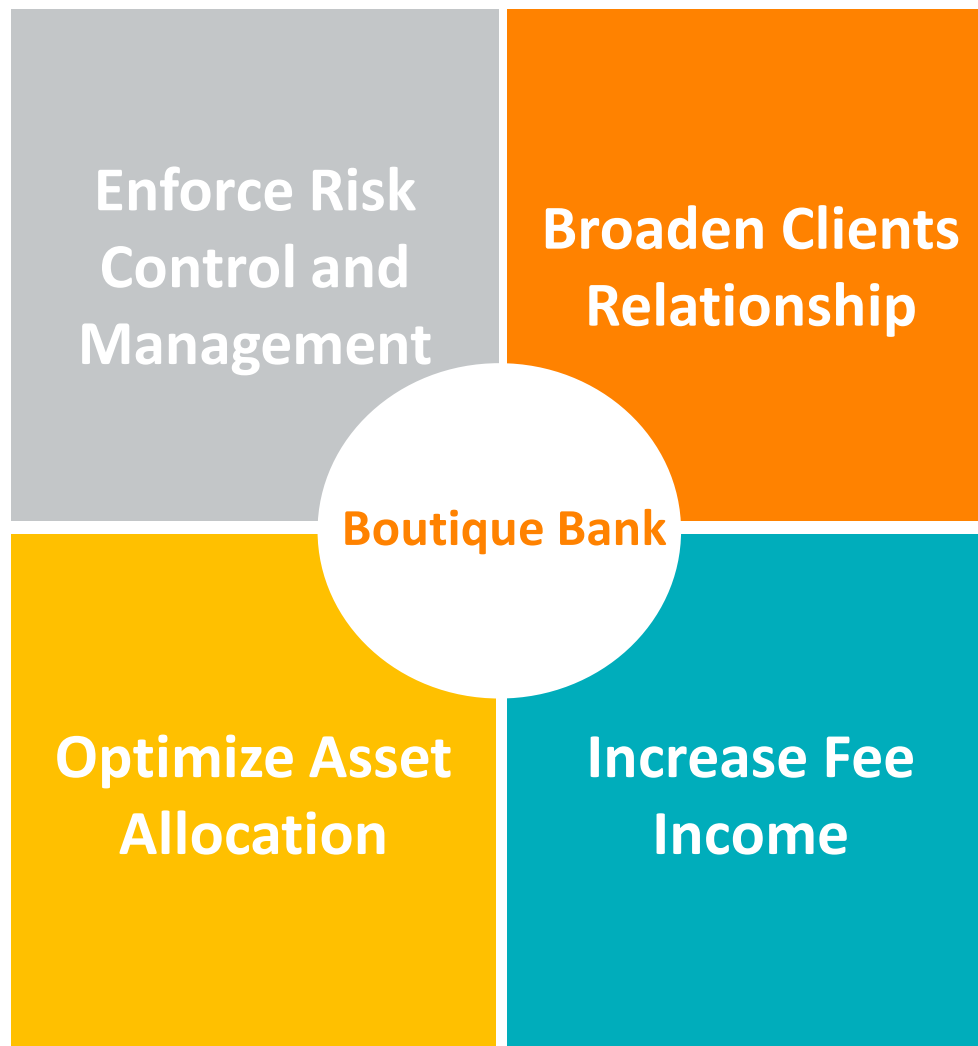 Enforce Risk
Control and
Management
Broaden Clients
Relationship
Boutique Bank
Optimize Asset
Allocation
Increase Fee
Income